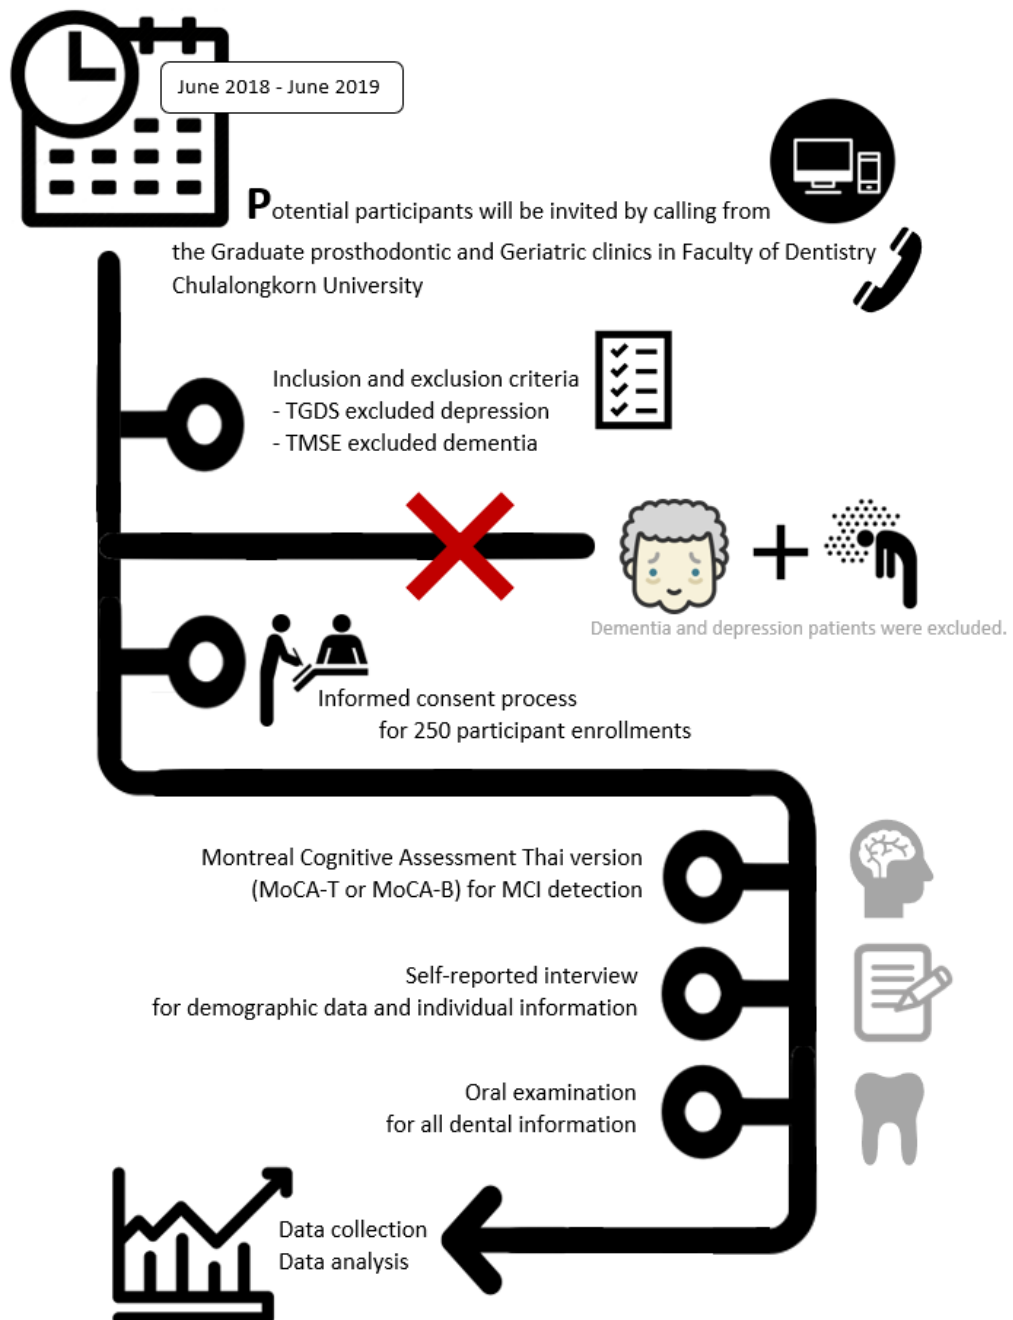 June 2018 - June 2019
Potential participants will be invited by calling from
the Graduate prosthodontic and Geriatric clinics in Faculty of Dentistry
Chulalongkorn University
Inclusion and exclusion criteria
- TGDS excluded depression
- TMSE excluded dementia
Dementia and depression patients were excluded.
Informed consent process
for 250 participant enrollments
Montreal Cognitive Assessment Thai version
(MoCA-T or MoCA-B) for MCI detection
Self-reported interview
for demographic data and individual information
Oral examination
for all dental information
Data collection
Data analysis